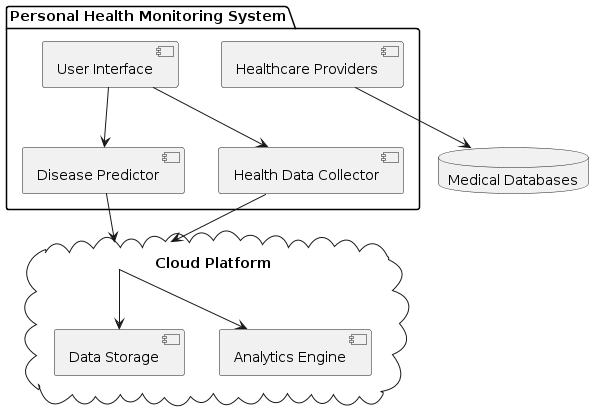 Personal Health Monitoring System
User Interface
Healthcare Providers
Disease Predictor
Health Data Collector
Medical Databases
Cloud Platform
Data Storage
Analytics Engine